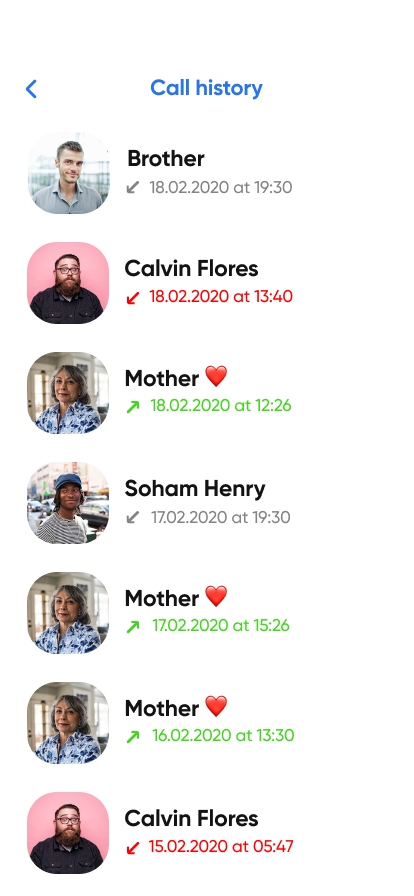 Call history
Brother
18.02.2020 at 19:30
Calvin Flores
18.02.2020 at 13:40
Mother ❤️
18.02.2020 at 12:26
Soham Henry
17.02.2020 at 19:30
Mother ❤️
17.02.2020 at 15:26
Mother ❤️
16.02.2020 at 13:30
Calvin Flores
15.02.2020 at 05:47